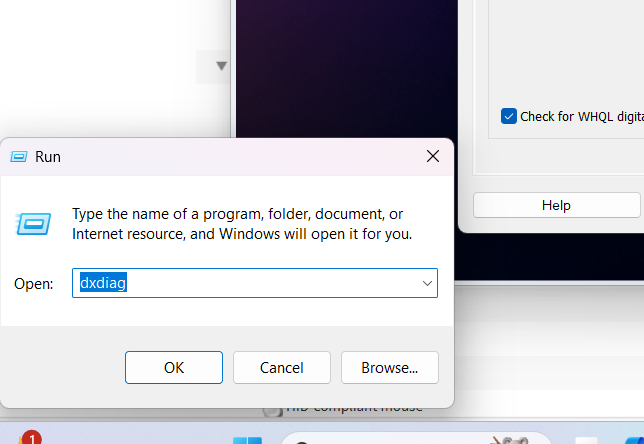 Check for WHQL digita
Run
Type the name of a program, folder, document, or
Internet resource, and Windows will open it for you.
Help
Open:
dxdiag
OK
Cancel
Browse...
HID-compliant mouse
1